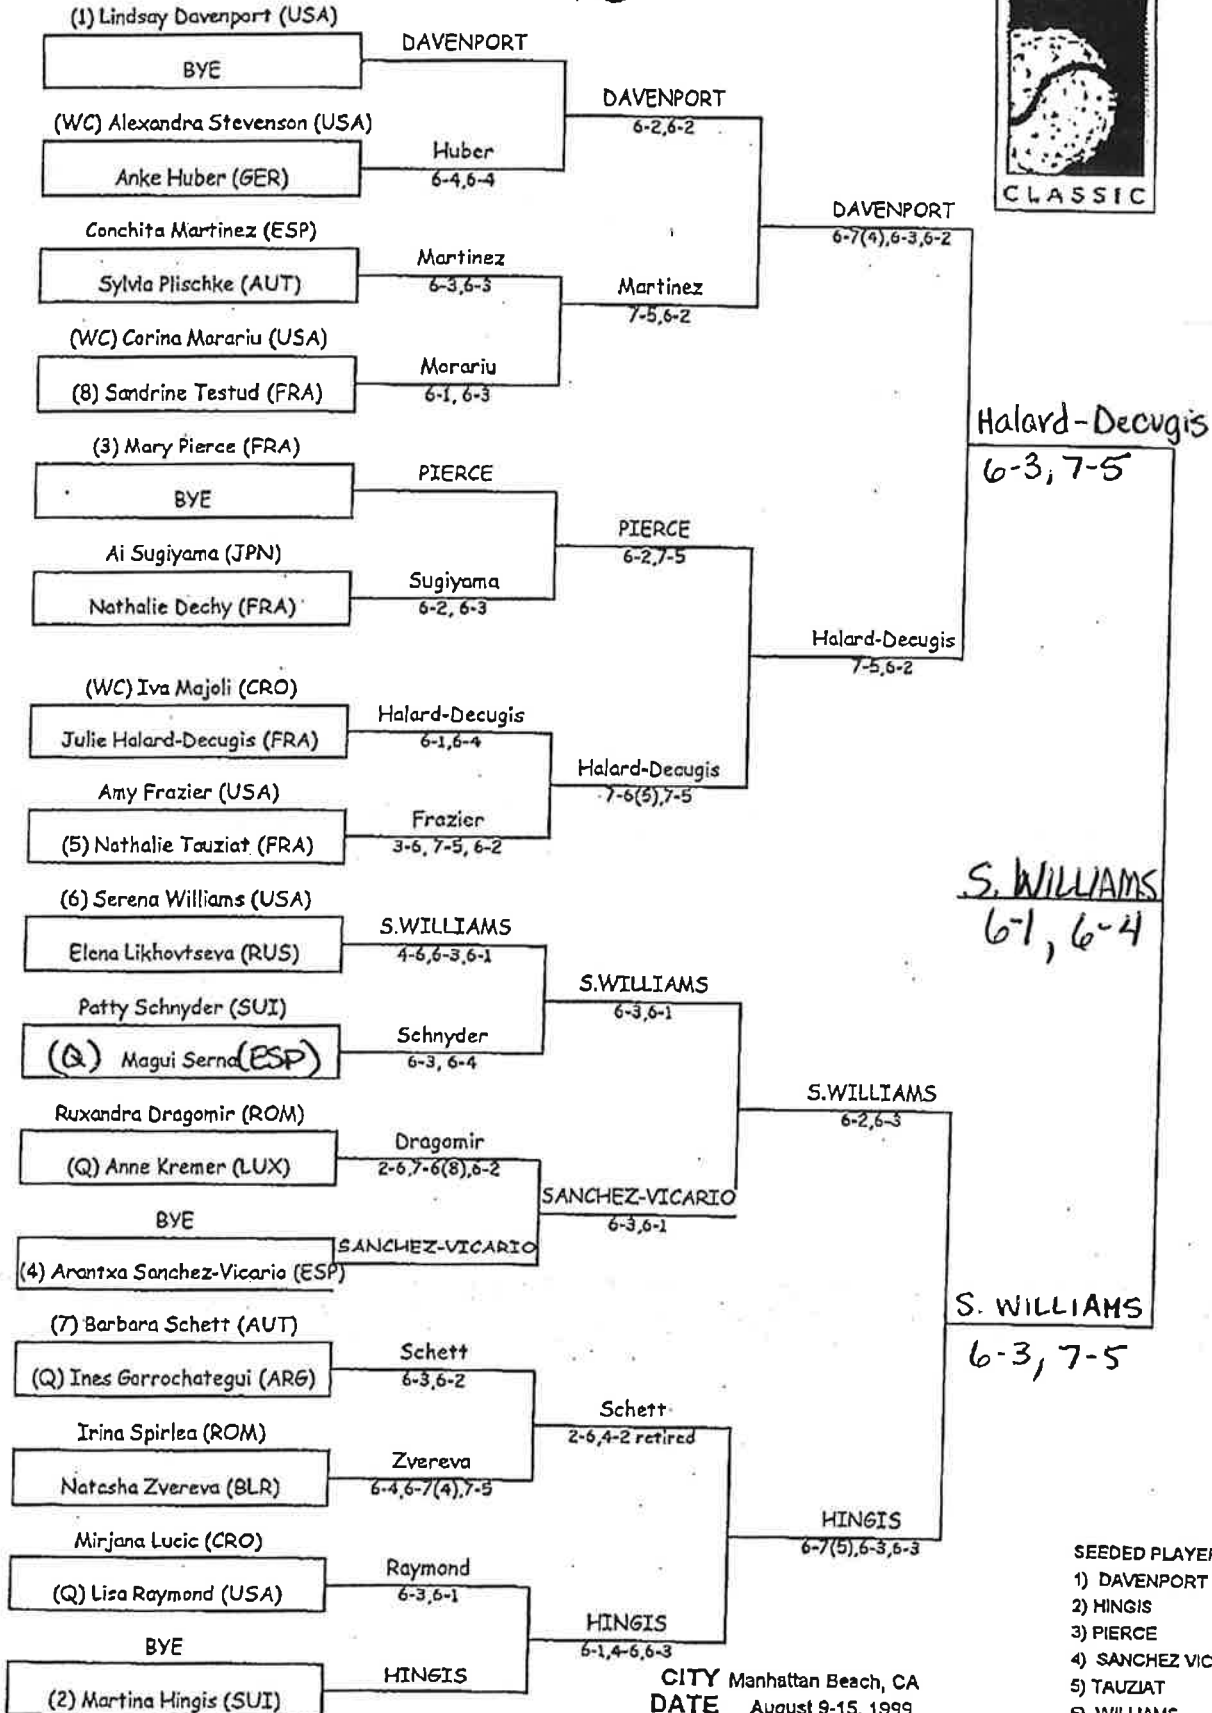 (1) Lindsay Davenport (USA)
BYE
(WC) Alexandra Stevenson (USA)
Anke Huber (GER)
Conchita Martinez (ESP)
Sylvia Plischke (AUT)
(WC) Corina Morariu (USA)
(8) Sandrine Testud (FRA)
(3) Mary Pierce (FRA)
BYE
Ai Sugiyama (JPN)
Nathalie Dechy (FRA)
(WC) Iva Majoli (CRO)
Julie Halard-Decugis (FRA)
Amy Frazier (USA)
(5) Nathalie Tauziat (FRA)
(6) Serena Williams (USA)
Elena Likhovtseva (RUS)
Patty Schnyder (SUI)
(Q) Magui Serna (ESP)
Ruxandra Dragomir (ROM)
(Q) Anne Kremer (LUX)
BYE
(4) Arantxa Sanchez-Vicario (ESP)
(7) Barbara Schett (AUT)
(Q) Ines Gorrochategui (ARG)
Irina Spirlea (ROM)
Natasha Zvereva (BLR)
Mirjana Lucic (CRO)
(Q) Lisa Raymond (USA)
BYE
(2) Martina Hingis (SUI)
DAVENPORT
Huber
6-4,6-4
Martinez
6-3,6-3
Morariu
6-1, 6-3
PIERCE
Sugiyama
6-2, 6-3
Halard-Decugis
6-1,6-4
Frazier
3-6, 7-5, 6-2
S.WILLIAMS
4-6,6-3,6-1
Schnyder
6-3, 6-4
Dragomir
2-6,7-6(8),6-2
SANCHEZ-VICARIO
Schett
6-3,6-2
Zvereva
6-4,6-7(4),7-5
Raymond
6-3,6-1
HINGIS
DAVENPORT
6-2,6-2
Martinez
7-5,6-2
PIERCE
6-2,7-5
Halard-Decugis
7-6(5),7-5
S.WILLIAMS
6-3,6-1
SANCHEZ-VICARIO
6-3,6-1
Schett
2-6,4-2 retired
HINGIS
6-1,4-6,6-3
DAVENPORT
6-7(4),6-3,6-2
Halard-Decugis
7-5,6-2
S.WILLIAMS
6-2,6-3
HINGIS
6-7(5),6-3,6-3
Halard-Decugis
6-3, 7-5
S. WILLIAMS
6-3, 7-5
S. WILLIAMS
6-1, 6-4
CLASSIC
CITY Manhattan Beach, CA
DATE August 9-15, 1999
SEEDED PLAYER
1) DAVENPORT
2) HINGIS
3) PIERCE
4) SANCHEZ VIC
5) TAUZIAT